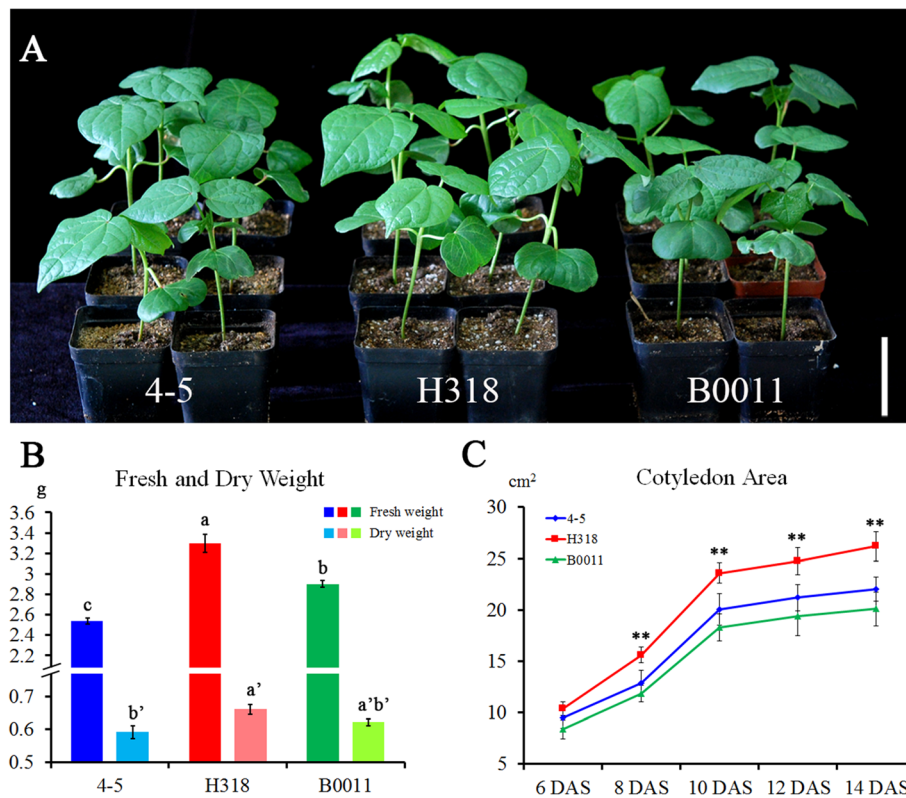 A
4-5
H318
B0011
B
Fresh and Dry Weight
g
3.6
3.4
3.2
3
2.8
2.6
2.4
2.2
0.7
0.6
0.5
Fresh weight
Dry weight
c
b’
a
a’
b
a’b’
4-5
H318
B0011
C
Cotyledon Area
cm²
30
25
20
15
10
5
4-5
H318
B0011
**
**
**
**
6 DAS
8 DAS
10 DAS
12 DAS
14 DAS